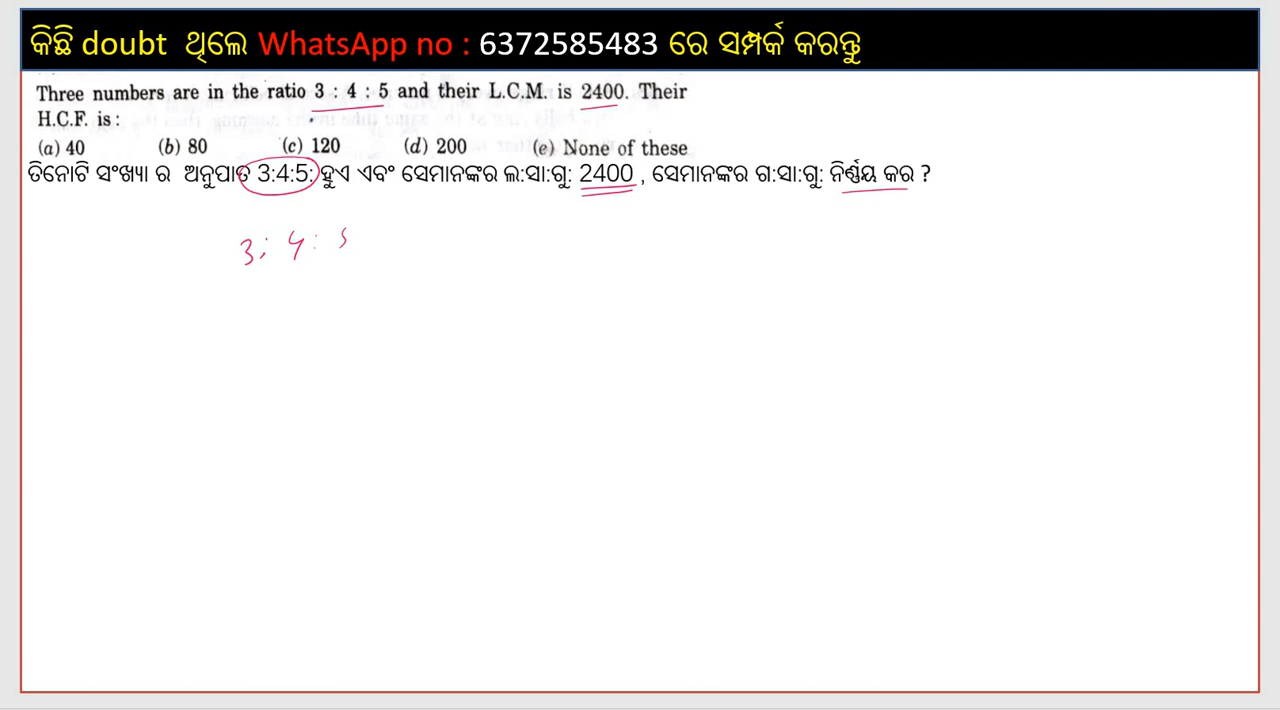 କିଛି doubt ଥିଲେ WhatsApp no : 6372585483 ରେ ସମ୍ପର୍କ କରନ୍ତୁ
Three numbers are in the ratio 3 : 4 : 5 and their L.C.M. is 2400. Their
H.C.F. is :
(a) 40 (b) 80 (c) 120 (d) 200 (e) None of these
ତିନୋଟି ସଂଖ୍ୟା ର ଅନୁପାତ 3:4:5: ହୁଏ ଏବଂ ସେମାନଙ୍କର ଲ:ସା:ଗୁ: 2400 , ସେମାନଙ୍କର ଗ:ସା:ଗୁ: ନିର୍ଣ୍ଣୟ କର ?
3 : 4 : 5